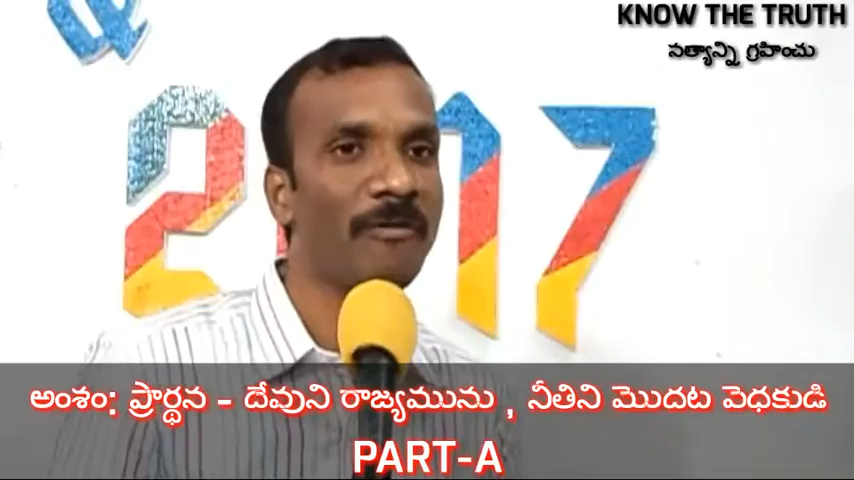 KNOW THE TRUTH
సత్యాన్ని గ్రహించు
2017
అంశం: ప్రార్థన - దేవుని రాజ్యమును , నీతిని మొదట వెధకుడి
PART-A